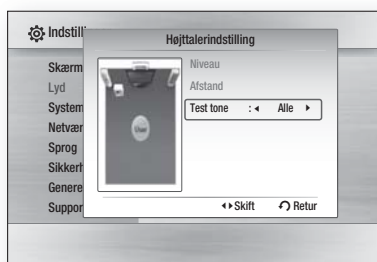 Indstill
Højttalerindstilling
Skærm
Lyd
System
Netvær
Sprog
Sikkerh
Genere
Suppor
Niveau
Afstand
Test tone : ◄ Alle ►
User
◄► Skift ↶ Retur